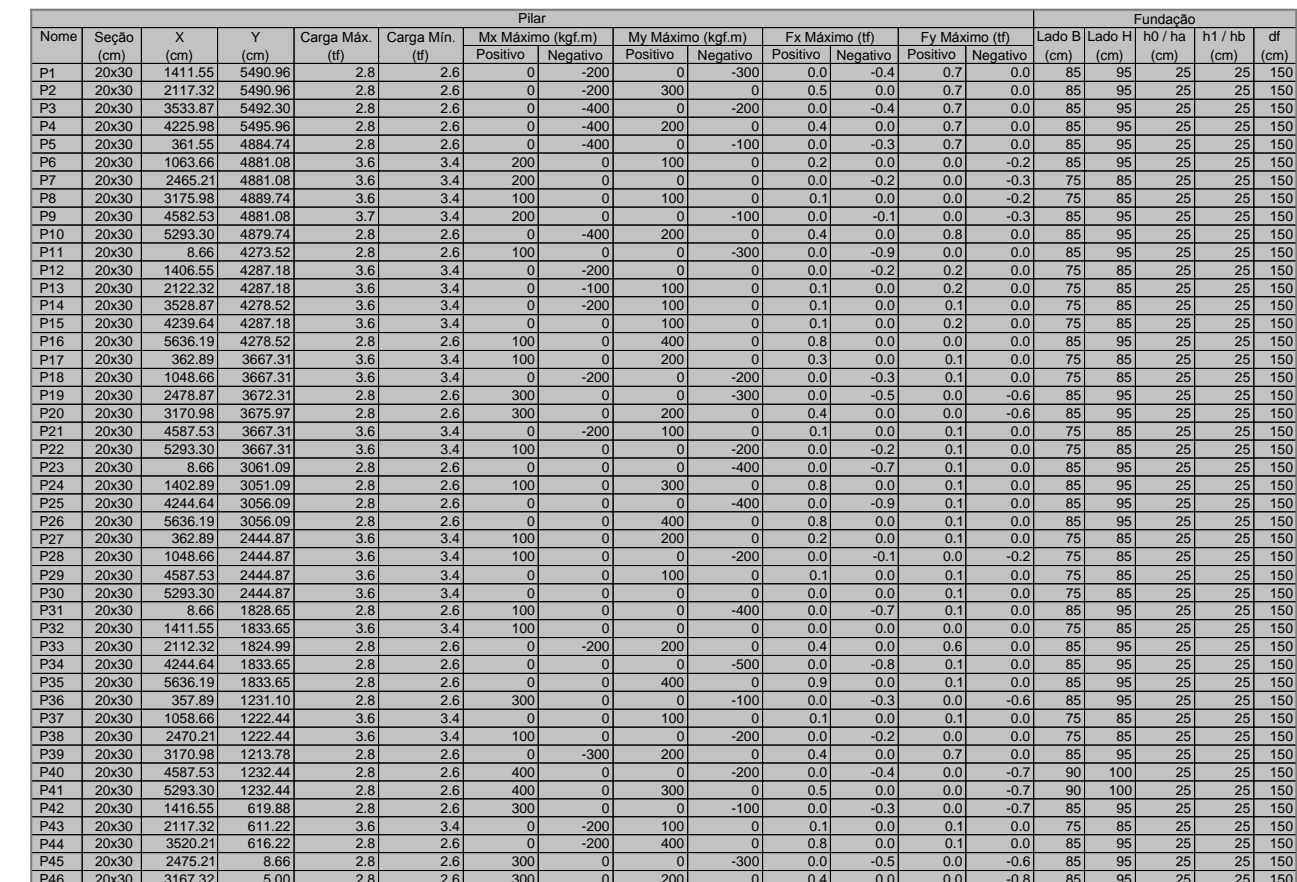 Pilar Fundação
Nome Seção X Y Carga Máx. Carga Mín. Mx Máximo (kgf.m) My Máximo (kgf.m) Fx Máximo (tf) Fy Máximo (tf) Lado B Lado H h0 / ha h1 / hb df
(cm) (cm) (cm) (tf) (tf) Positivo Negativo Positivo Negativo Positivo Negativo Positivo Negativo (cm) (cm) (cm) (cm) (cm)
P1 20x30 1411.55 5490.96 2.8 2.6 0 -200 0 -300 0.0 -0.4 0.7 0.0 85 95 25 25 150
P2 20x30 2117.32 5490.96 2.8 2.6 0 -200 300 0 0.5 0.0 0.7 0.0 85 95 25 25 150
P3 20x30 3533.87 5492.30 2.8 2.6 0 -400 0 -200 0.0 -0.4 0.7 0.0 85 95 25 25 150
P4 20x30 4225.98 5495.96 2.8 2.6 0 -400 200 0 0.4 0.0 0.7 0.0 85 95 25 25 150
P5 20x30 361.55 4884.74 2.8 2.6 0 -400 0 -100 0.0 -0.3 0.7 0.0 85 95 25 25 150
P6 20x30 1063.66 4881.08 3.6 3.4 200 0 100 0 0.2 0.0 0.0 -0.2 85 95 25 25 150
P7 20x30 2465.21 4881.08 3.6 3.4 200 0 0 0 0.0 -0.2 0.0 -0.3 75 85 25 25 150
P8 20x30 3175.98 4889.74 3.6 3.4 100 0 100 0 0.1 0.0 0.0 -0.2 75 85 25 25 150
P9 20x30 4582.53 4881.08 3.7 3.4 200 0 0 -100 0.0 -0.1 0.0 -0.3 85 95 25 25 150
P10 20x30 5293.30 4879.74 2.8 2.6 0 -400 200 0 0.4 0.0 0.8 0.0 85 95 25 25 150
P11 20x30 8.66 4273.52 2.8 2.6 100 0 0 -300 0.0 -0.9 0.0 0.0 85 95 25 25 150
P12 20x30 1406.55 4287.18 3.6 3.4 0 -200 0 0 0.0 -0.2 0.2 0.0 75 85 25 25 150
P13 20x30 2122.32 4287.18 3.6 3.4 0 -100 100 0 0.1 0.0 0.2 0.0 75 85 25 25 150
P14 20x30 3528.87 4278.52 3.6 3.4 0 -200 100 0 0.1 0.0 0.1 0.0 75 85 25 25 150
P15 20x30 4239.64 4287.18 3.6 3.4 0 0 100 0 0.1 0.0 0.2 0.0 75 85 25 25 150
P16 20x30 5636.19 4278.52 2.8 2.6 100 0 400 0 0.8 0.0 0.0 0.0 85 95 25 25 150
P17 20x30 362.89 3667.31 3.6 3.4 100 0 200 0 0.3 0.0 0.1 0.0 75 85 25 25 150
P18 20x30 1048.66 3667.31 3.6 3.4 0 -200 0 -200 0.0 -0.3 0.1 0.0 75 85 25 25 150
P19 20x30 2478.87 3672.31 2.8 2.6 300 0 0 -300 0.0 -0.5 0.0 -0.6 85 95 25 25 150
P20 20x30 3170.98 3675.97 2.8 2.6 300 0 200 0 0.4 0.0 0.0 -0.6 85 95 25 25 150
P21 20x30 4587.53 3667.31 3.6 3.4 0 -200 100 0 0.1 0.0 0.1 0.0 75 85 25 25 150
P22 20x30 5293.30 3667.31 3.6 3.4 100 0 0 -200 0.0 -0.2 0.1 0.0 75 85 25 25 150
P23 20x30 8.66 3061.09 2.8 2.6 0 0 0 -400 0.0 -0.7 0.1 0.0 85 95 25 25 150
P24 20x30 1402.89 3051.09 2.8 2.6 100 0 300 0 0.8 0.0 0.1 0.0 85 95 25 25 150
P25 20x30 4244.64 3056.09 2.8 2.6 0 0 0 -400 0.0 -0.9 0.1 0.0 85 95 25 25 150
P26 20x30 5636.19 3056.09 2.8 2.6 0 0 400 0 0.8 0.0 0.1 0.0 85 95 25 25 150
P27 20x30 362.89 2444.87 3.6 3.4 100 0 200 0 0.2 0.0 0.1 0.0 75 85 25 25 150
P28 20x30 1048.66 2444.87 3.6 3.4 100 0 0 -200 0.0 -0.1 0.0 -0.2 75 85 25 25 150
P29 20x30 4587.53 2444.87 3.6 3.4 0 0 100 0 0.1 0.0 0.1 0.0 75 85 25 25 150
P30 20x30 5293.30 2444.87 3.6 3.4 0 0 0 0 0.0 0.0 0.1 0.0 75 85 25 25 150
P31 20x30 8.66 1828.65 2.8 2.6 100 0 0 -400 0.0 -0.7 0.1 0.0 85 95 25 25 150
P32 20x30 1411.55 1833.65 3.6 3.4 100 0 0 0 0.0 0.0 0.0 0.0 75 85 25 25 150
P33 20x30 2112.32 1824.99 2.8 2.6 0 -200 200 0 0.4 0.0 0.6 0.0 85 95 25 25 150
P34 20x30 4244.64 1833.65 2.8 2.6 0 0 0 -500 0.0 -0.8 0.1 0.0 85 95 25 25 150
P35 20x30 5636.19 1833.65 2.8 2.6 0 0 400 0 0.9 0.0 0.1 0.0 85 95 25 25 150
P36 20x30 357.89 1231.10 2.8 2.6 300 0 0 -100 0.0 -0.3 0.0 -0.6 85 95 25 25 150
P37 20x30 1058.66 1222.44 3.6 3.4 0 0 100 0 0.1 0.0 0.1 0.0 75 85 25 25 150
P38 20x30 2470.21 1222.44 3.6 3.4 100 0 0 -200 0.0 -0.2 0.0 0.0 75 85 25 25 150
P39 20x30 3170.98 1213.78 2.8 2.6 0 -300 200 0 0.4 0.0 0.7 0.0 85 95 25 25 150
P40 20x30 4587.53 1232.44 2.8 2.6 400 0 0 -200 0.0 -0.4 0.0 -0.7 90 100 25 25 150
P41 20x30 5293.30 1232.44 2.8 2.6 400 0 300 0 0.5 0.0 0.0 -0.7 90 100 25 25 150
P42 20x30 1416.55 619.88 2.8 2.6 300 0 0 -100 0.0 -0.3 0.0 -0.7 85 95 25 25 150
P43 20x30 2117.32 611.22 3.6 3.4 0 -200 100 0 0.1 0.0 0.1 0.0 75 85 25 25 150
P44 20x30 3520.21 616.22 2.8 2.6 0 -200 400 0 0.8 0.0 0.1 0.0 85 95 25 25 150
P45 20x30 2475.21 8.66 2.8 2.6 300 0 0 -300 0.0 -0.5 0.0 -0.6 85 95 25 25 150
P46 20x30 3167.32 5.00 2.8 2.6 300 0 200 0 0.4 0.0 0.0 -0.8 85 95 25 25 150